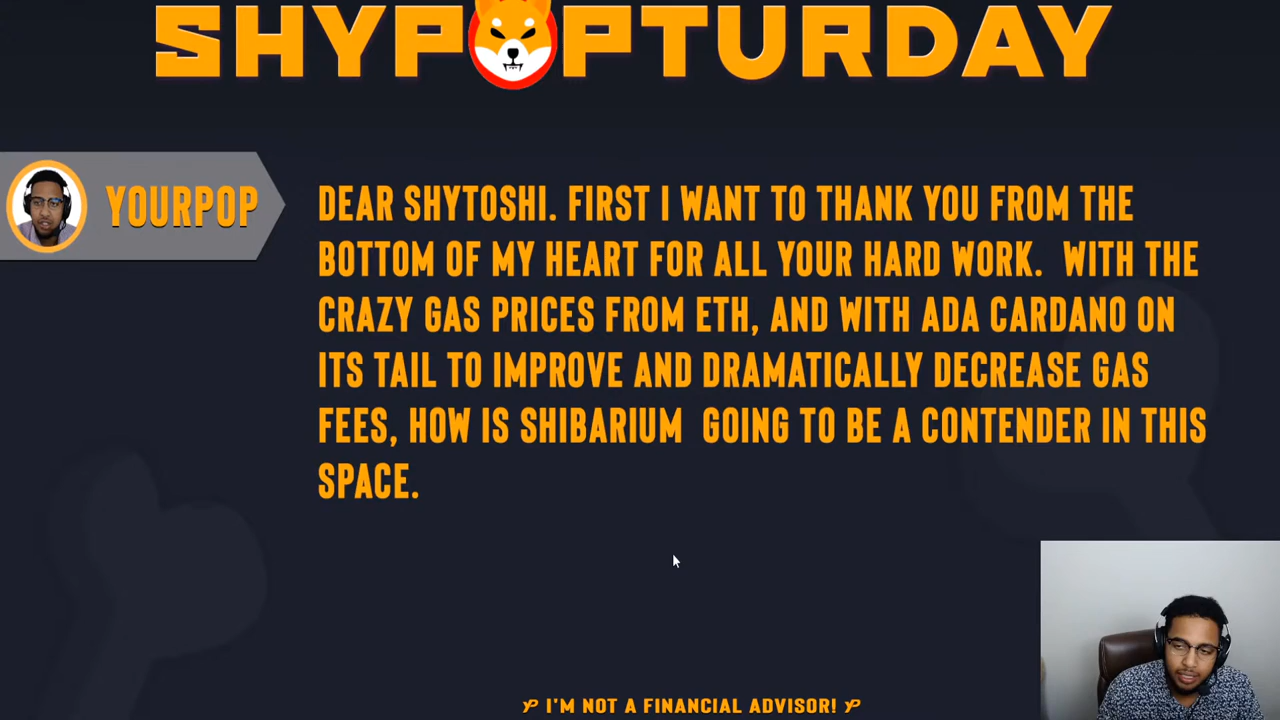 SHYPOPTURDAY
YOURPOP
DEAR SHYTOSHI. FIRST I WANT TO THANK YOU FROM THE
BOTTOM OF MY HEART FOR ALL YOUR HARD WORK. WITH THE
CRAZY GAS PRICES FROM ETH, AND WITH ADA CARDANO ON
ITS TAIL TO IMPROVE AND DRAMATICALLY DECREASE GAS
FEES, HOW IS SHIBARIUM GOING TO BE A CONTENDER IN THIS
SPACE.
I'M NOT A FINANCIAL ADVISOR!